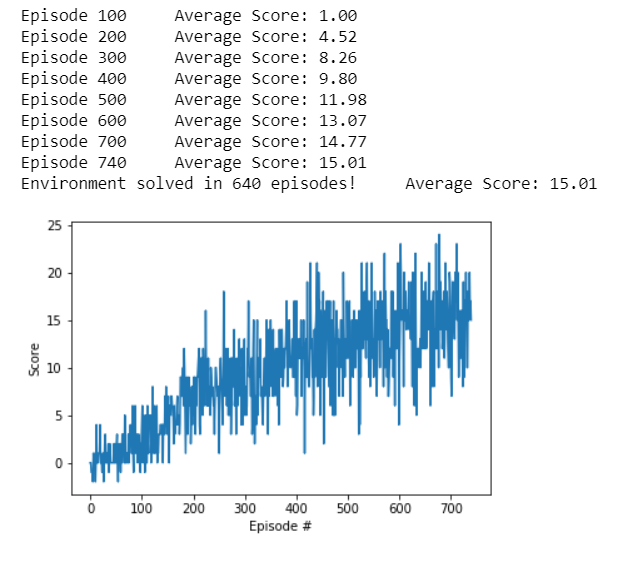 Episode 100	Average Score: 1.00
Episode 200	Average Score: 4.52
Episode 300	Average Score: 8.26
Episode 400	Average Score: 9.80
Episode 500	Average Score: 11.98
Episode 600	Average Score: 13.07
Episode 700	Average Score: 14.77
Episode 740	Average Score: 15.01
Environment solved in 640 episodes!	Average Score: 15.01
25
20
15
10
5
0
Score
0 100 200 300 400 500 600 700
Episode #